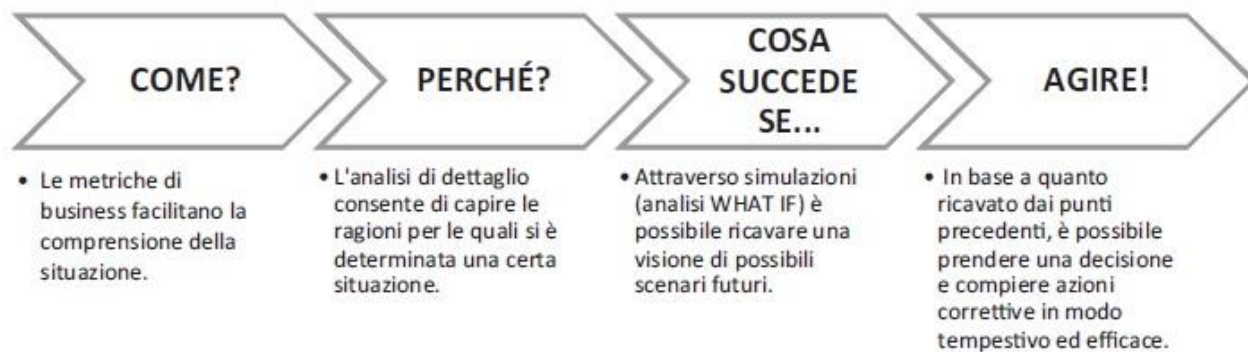 COME?
PERCHÉ?
COSA
SUCCEDE
SE...
AGIRE!
• Le metriche di
business facilitano la
comprensione della
situazione.
• L'analisi di dettaglio
consente di capire le
ragioni per le quali si è
determinata una certa
situazione.
• Attraverso simulazioni
(analisi WHAT IF) è
possibile ricavare una
visione di possibili
scenari futuri.
• In base a quanto
ricavato dai punti
precedenti, è possibile
prendere una decisione
e compiere azioni
correttive in modo
tempestivo ed efficace.